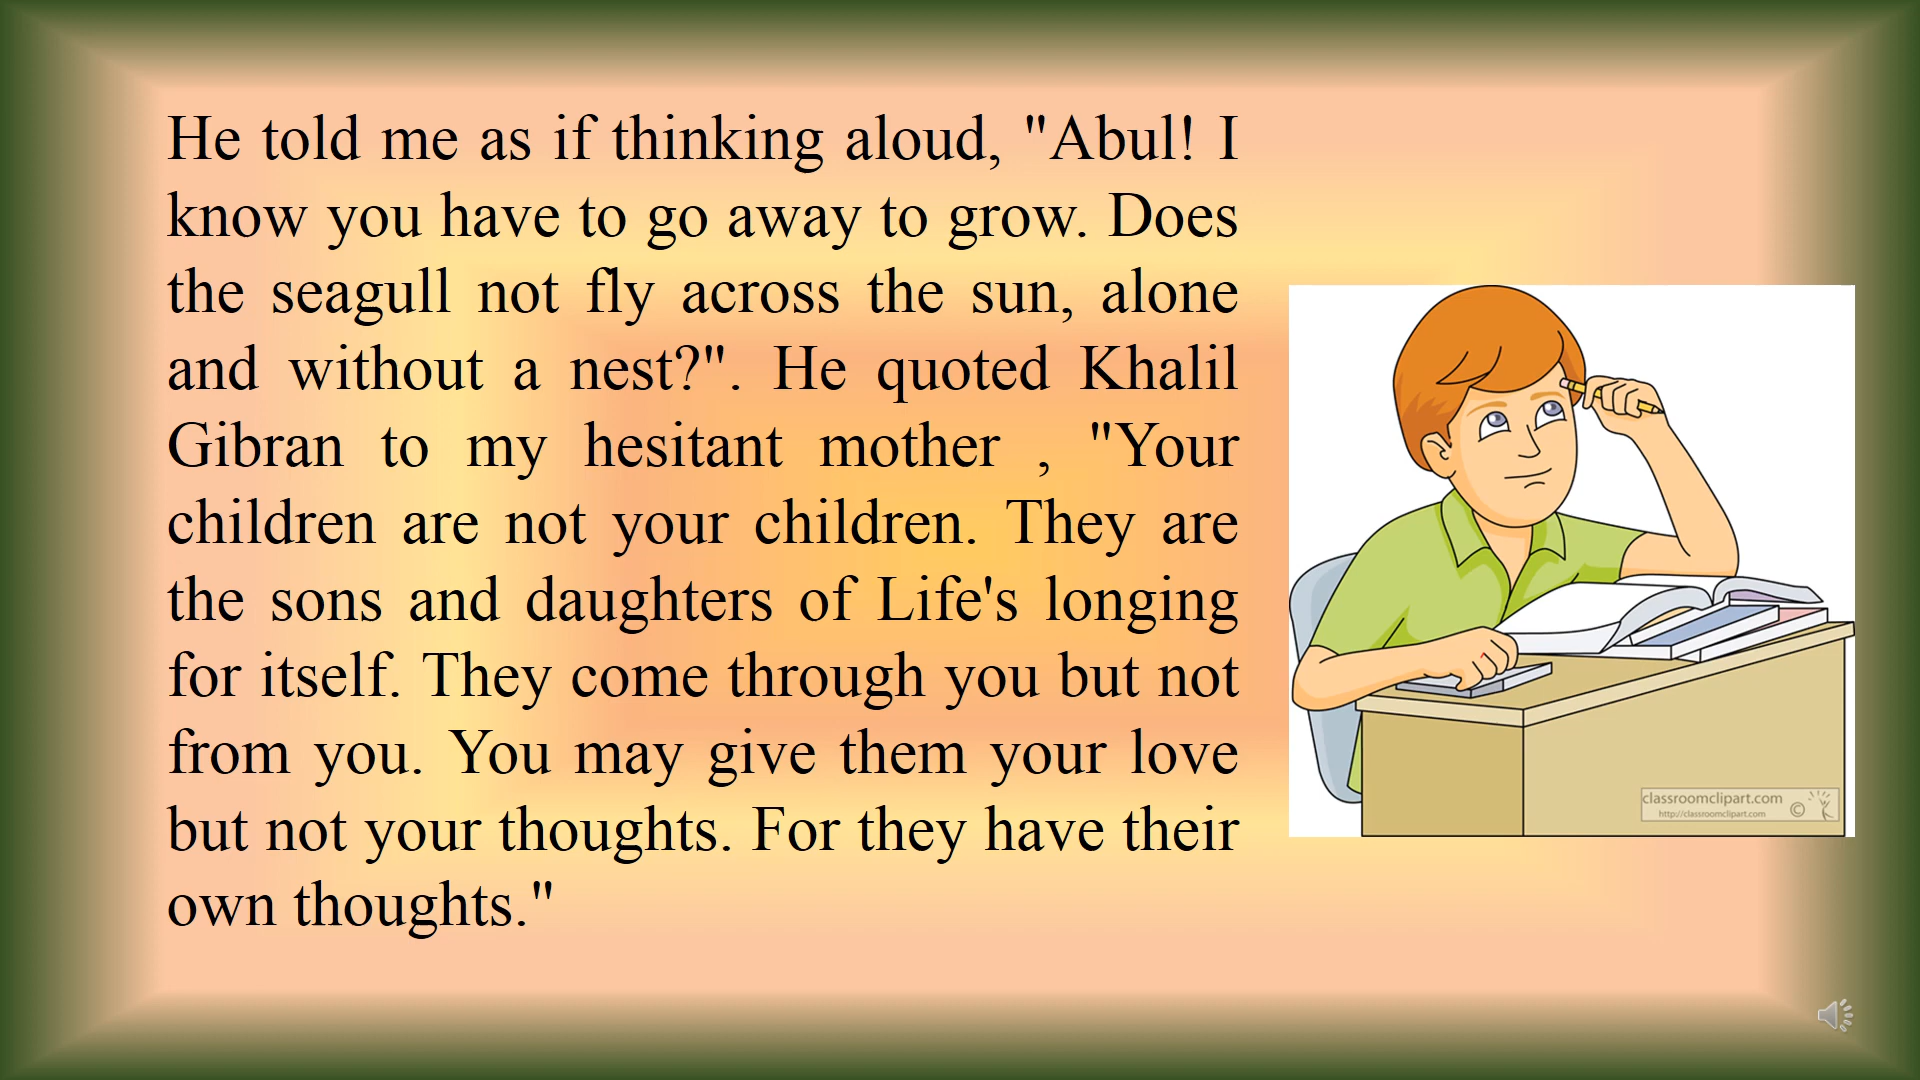 He told me as if thinking aloud, "Abul! I
know you have to go away to grow. Does
the seagull not fly across the sun, alone
and without a nest?". He quoted Khalil
Gibran to my hesitant mother , "Your
children are not your children. They are
the sons and daughters of Life's longing
for itself. They come through you but not
from you. You may give them your love
but not your thoughts. For they have their
own thoughts."
classroomclipart.com ©
http://classroomclipart.com